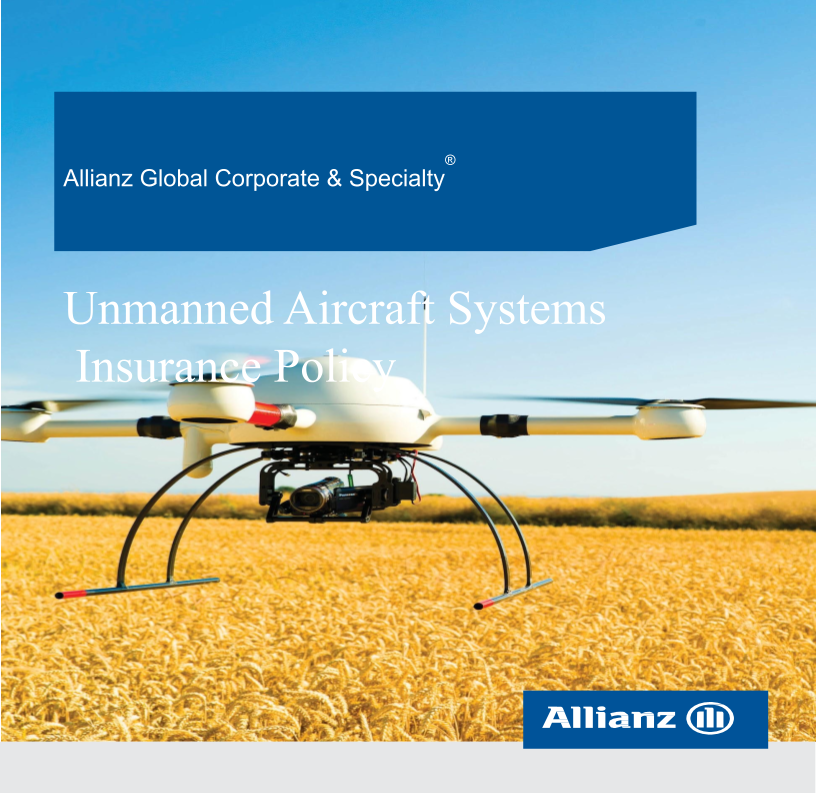 Allianz Global Corporate & Specialty®
Unmanned Aircraft Systems
Insurance Policy
Allianz